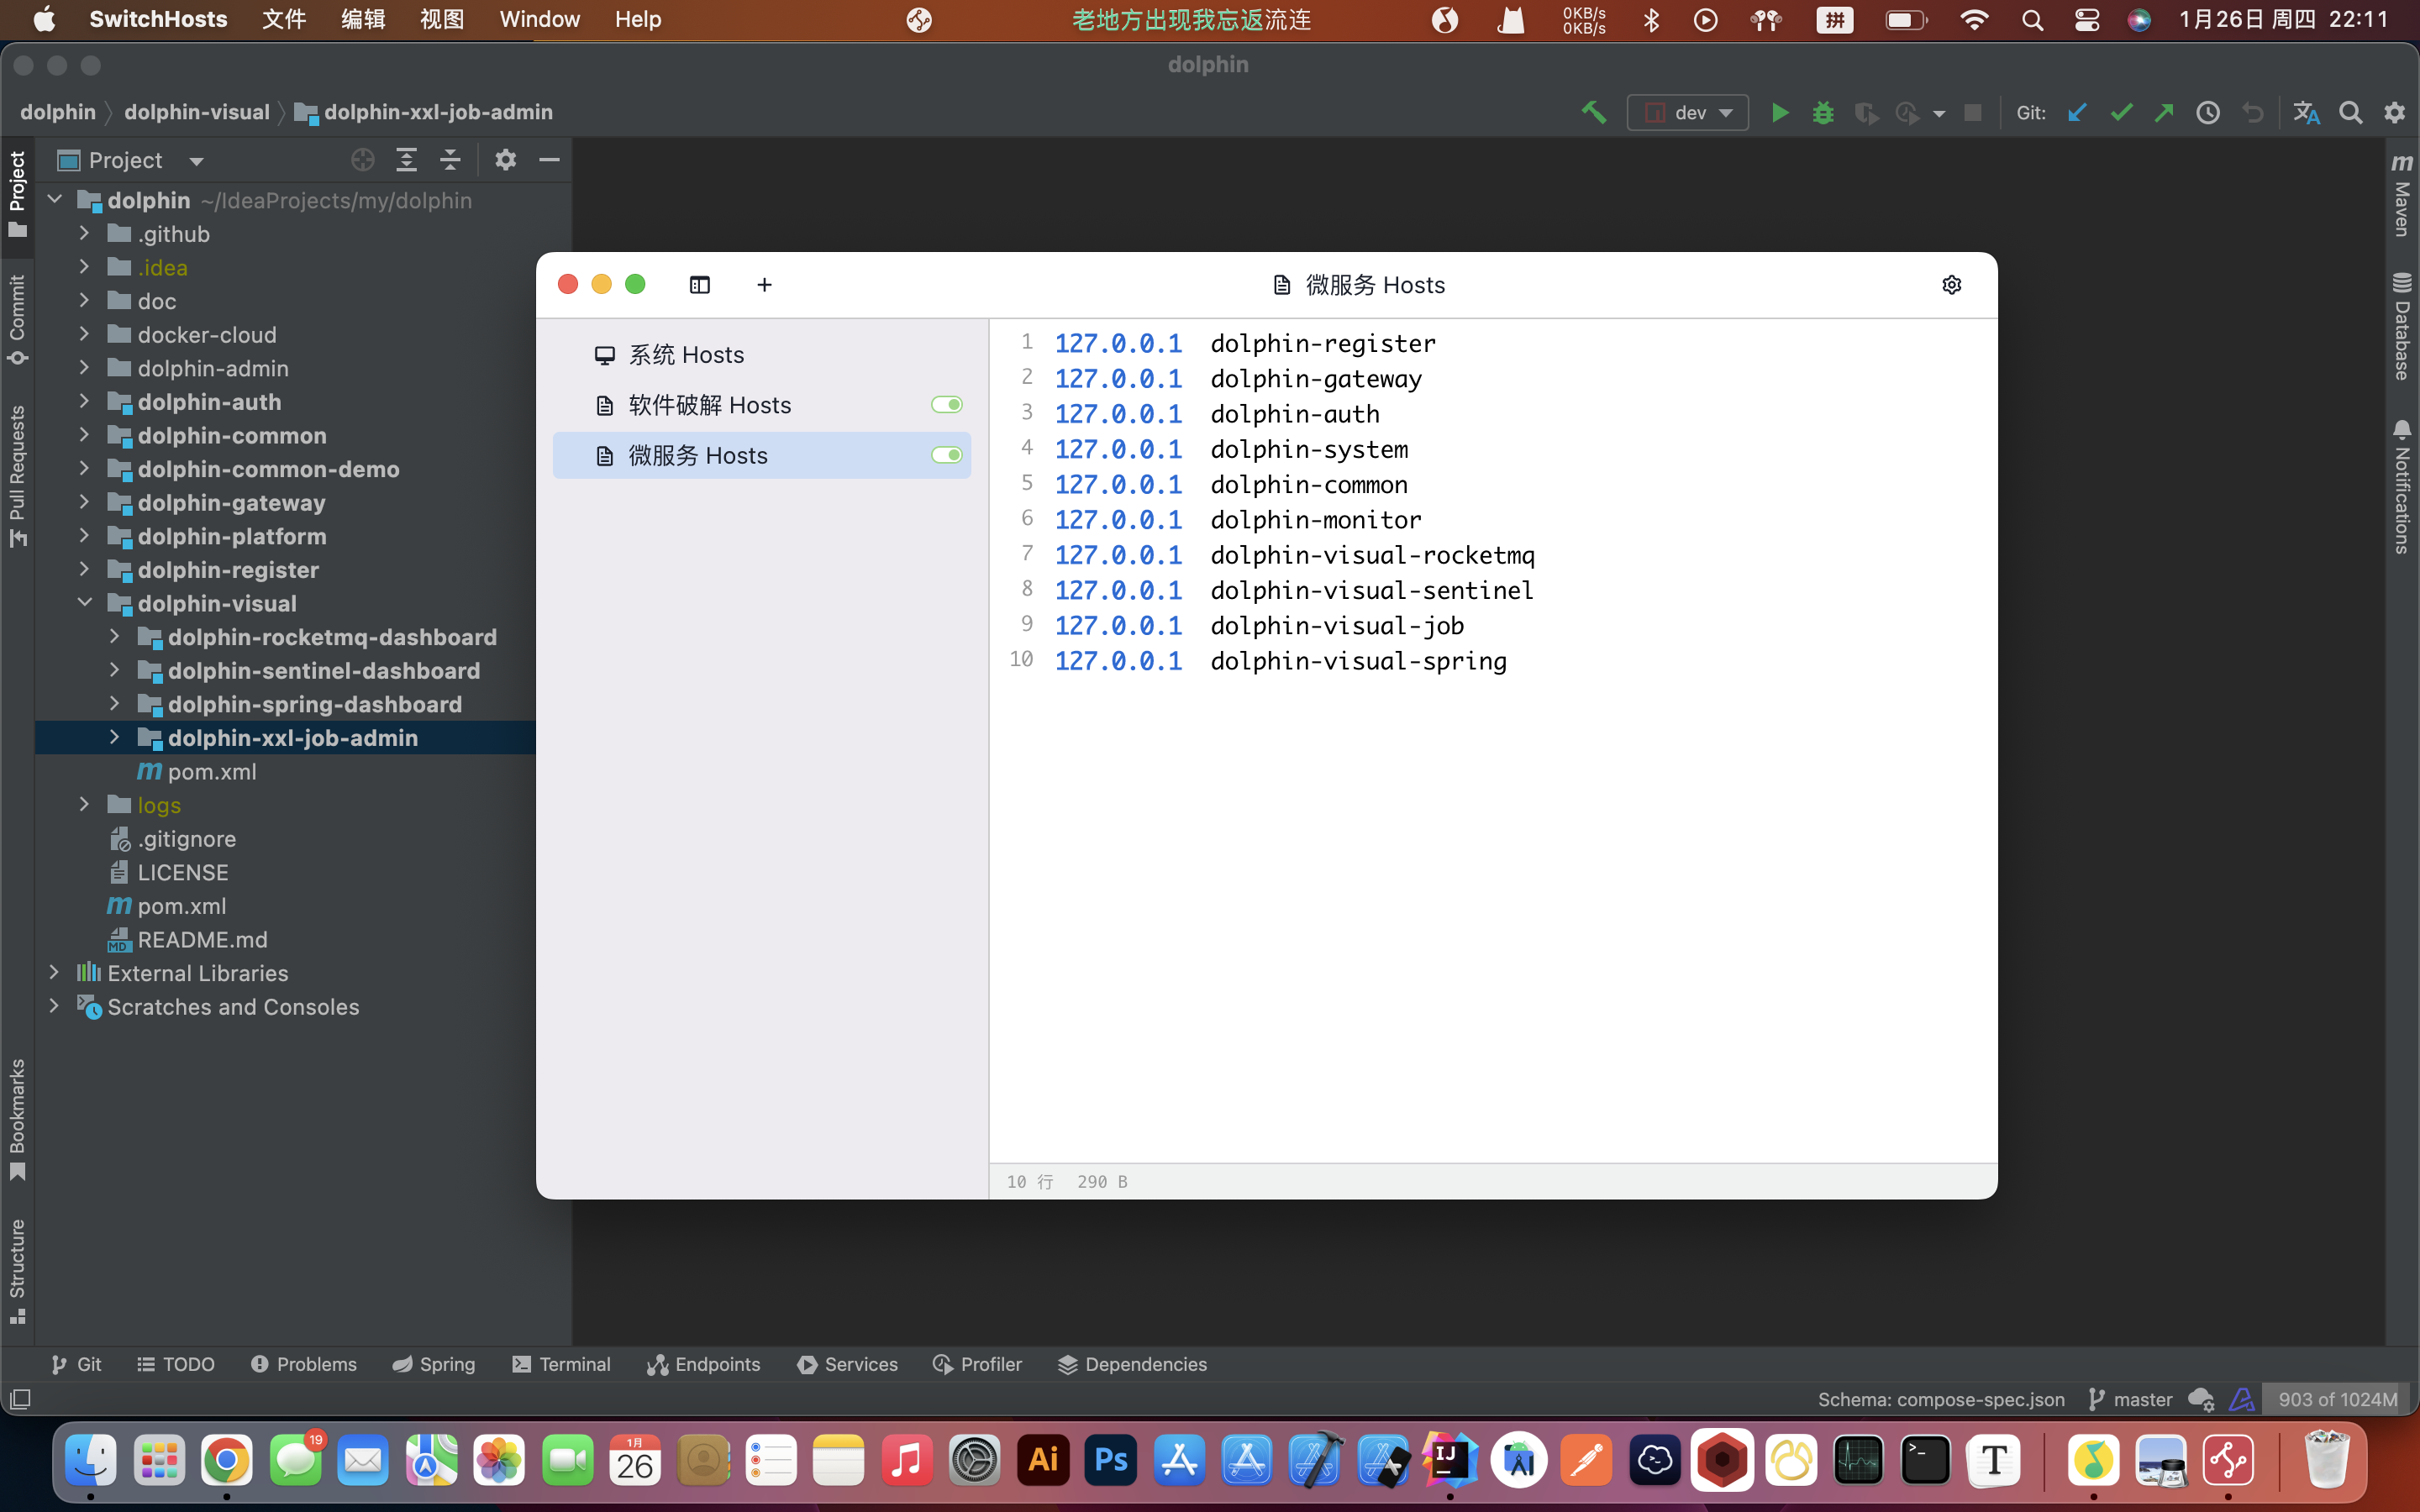 SwitchHosts 文件 编辑 视图 Window Help 老地方出现我忘返流连 0KB/s 0KB/s 拼 1月26日 周四 22:11
dolphin
dolphin dolphin-visual dolphin-xxl-job-admin dev Git:
Project
Project
Commit
Pull Requests
Bookmarks
Structure
dolphin ~/IdeaProjects/my/dolphin
.github
.idea
doc
docker-cloud
dolphin-admin
dolphin-auth
dolphin-common
dolphin-common-demo
dolphin-gateway
dolphin-platform
dolphin-register
dolphin-visual
dolphin-rocketmq-dashboard
dolphin-sentinel-dashboard
dolphin-spring-dashboard
dolphin-xxl-job-admin
m pom.xml
logs
.gitignore
LICENSE
m pom.xml
MD README.md
External Libraries
Scratches and Consoles
微服务 Hosts
系统 Hosts
软件破解 Hosts
微服务 Hosts
1 127.0.0.1 dolphin-register
2 127.0.0.1 dolphin-gateway
3 127.0.0.1 dolphin-auth
4 127.0.0.1 dolphin-system
5 127.0.0.1 dolphin-common
6 127.0.0.1 dolphin-monitor
7 127.0.0.1 dolphin-visual-rocketmq
8 127.0.0.1 dolphin-visual-sentinel
9 127.0.0.1 dolphin-visual-job
10 127.0.0.1 dolphin-visual-spring
10 行 290 B
m Maven
Database
Notifications
Git TODO Problems Spring Terminal Endpoints Services Profiler Dependencies
Schema: compose-spec.json master 903 of 1024M
19 1月 26 Ai Ps IJ T